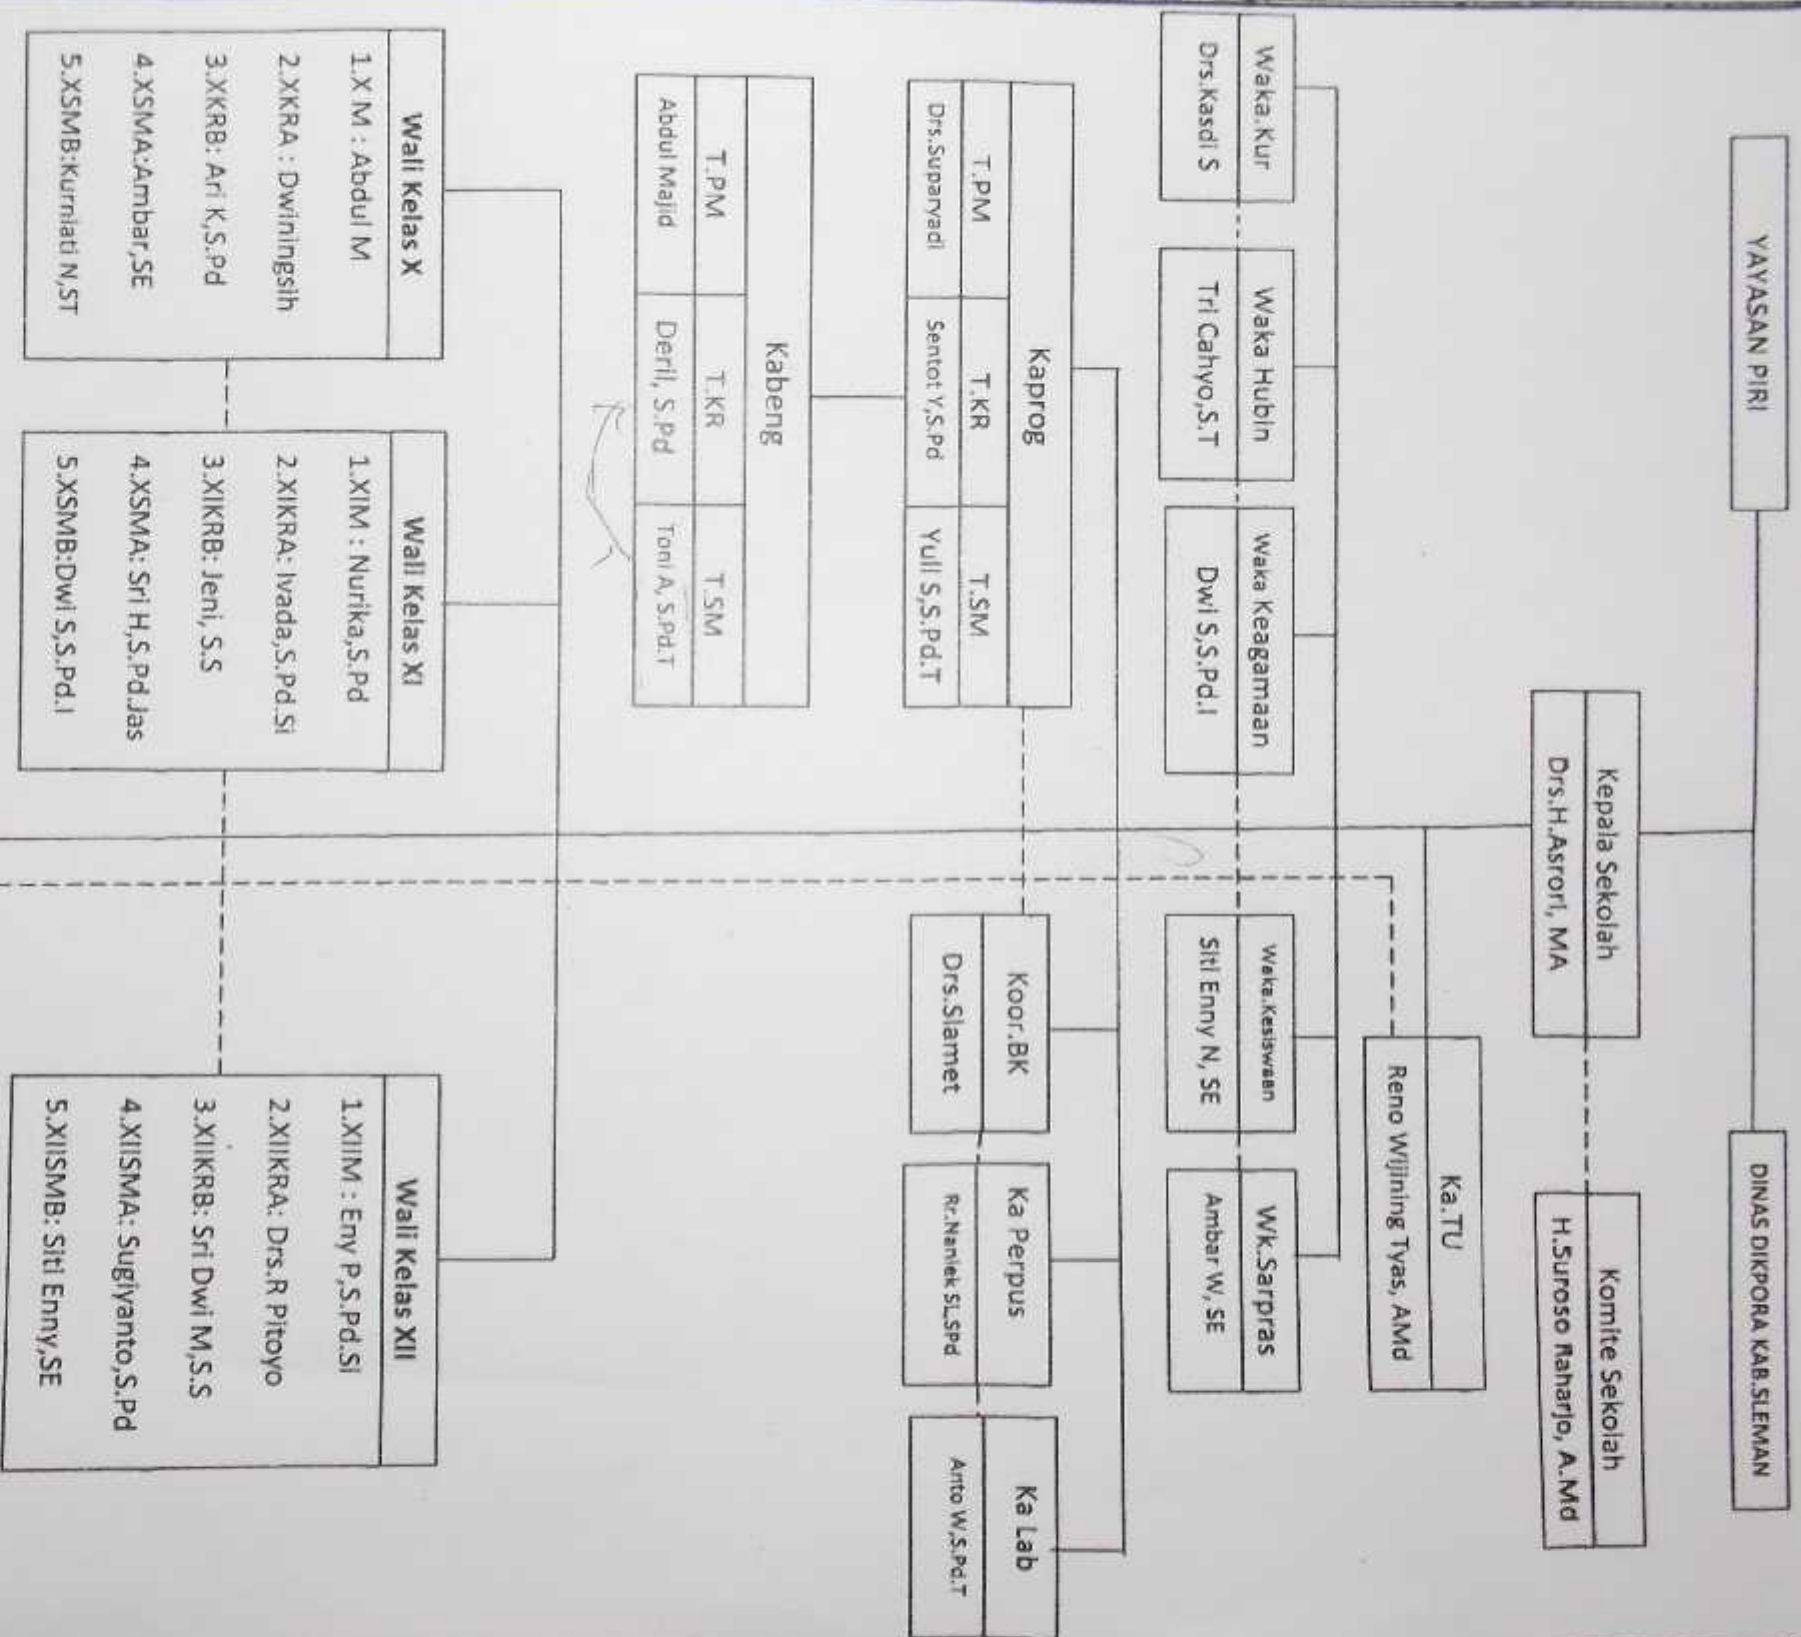 YAYASAN PIRI
DINAS DIKPORA KAB.SLEMAN
Kepala Sekolah
Drs.H.Asrori, MA
Komite Sekolah
H.Suroso Raharjo, A.Md
Ka.TU
Reno Wijining Tyas, AMd
Waka.Kur
Drs.Kasdi S
Waka Hubin
Tri Cahyo,S.T
Waka Keagamaan
Dwi S,S.Pd.I
Waka.Kesiswaan
Siti Enny N, SE
Wk.Sarpras
Ambar W, SE
Kaprog
T.PM T.KR T.SM
Drs.Suparyadi Sentot Y,S.Pd Yuli S,S.Pd.T
Koor.BK
Drs.Slamet
Ka Perpus
Rr.Naniek SL.SPd
Ka Lab
Anto W,S.Pd.T
Kabeng
T.PM T.KR T.SM
Abdul Majid Deril, S.Pd Toni A, S.Pd.T
Wali Kelas X
1.X M : Abdul M
2.XKRA : Dwiningsih
3.XKRB: Ari K,S.Pd
4.XSMA:Ambar,SE
5.XSMB:Kurniati N,ST
Wali Kelas XI
1.XIM : Nurika,S.Pd
2.XIKRA: Ivada,S.Pd.Si
3.XIKRB: Jeni, S.S
4.XSMA: Sri H,S.Pd.Jas
5.XSMB:Dwi S,S.Pd.I
Wali Kelas XII
1.XIIM : Eny P,S.Pd.Si
2.XIIKRA: Drs.R Pitoyo
3.XIIKRB: Sri Dwi M,S.S
4.XIISMA: Sugiyanto,S.Pd
5.XIISMB: Siti Enny,SE